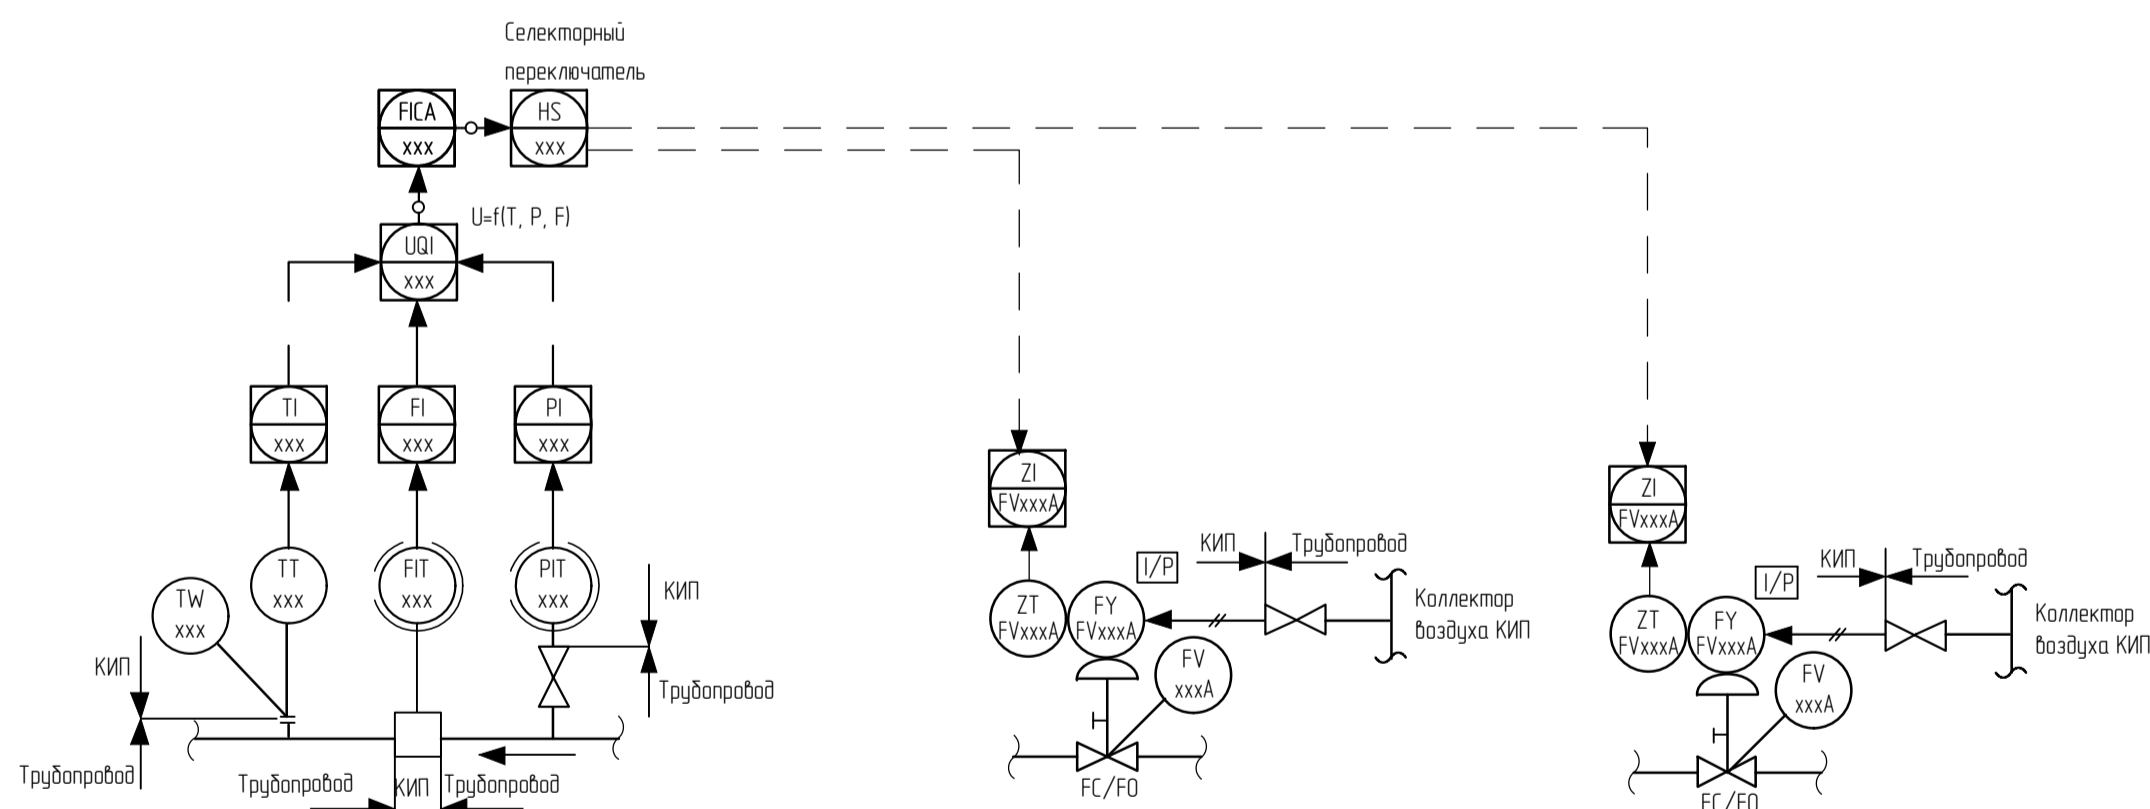 Селекторный
переключатель
FICA
xxx
HS
xxx
U=f(T, P, F)
UQI
xxx
TI
xxx
FI
xxx
PI
xxx
TW
xxx
TT
xxx
FIT
xxx
PIT
xxx
КИП
Трубопровод
КИП
Трубопровод
Трубопровод
КИП
Трубопровод
ZI
FVxxxA
ZT
FVxxxA
FY
FVxxxA
I/P
КИП
Трубопровод
Коллектор
воздуха КИП
FV
xxxA
FC/FO
ZI
FVxxxA
ZT
FVxxxA
FY
FVxxxA
I/P
КИП
Трубопровод
Коллектор
воздуха КИП
FV
xxxA
FC/FO